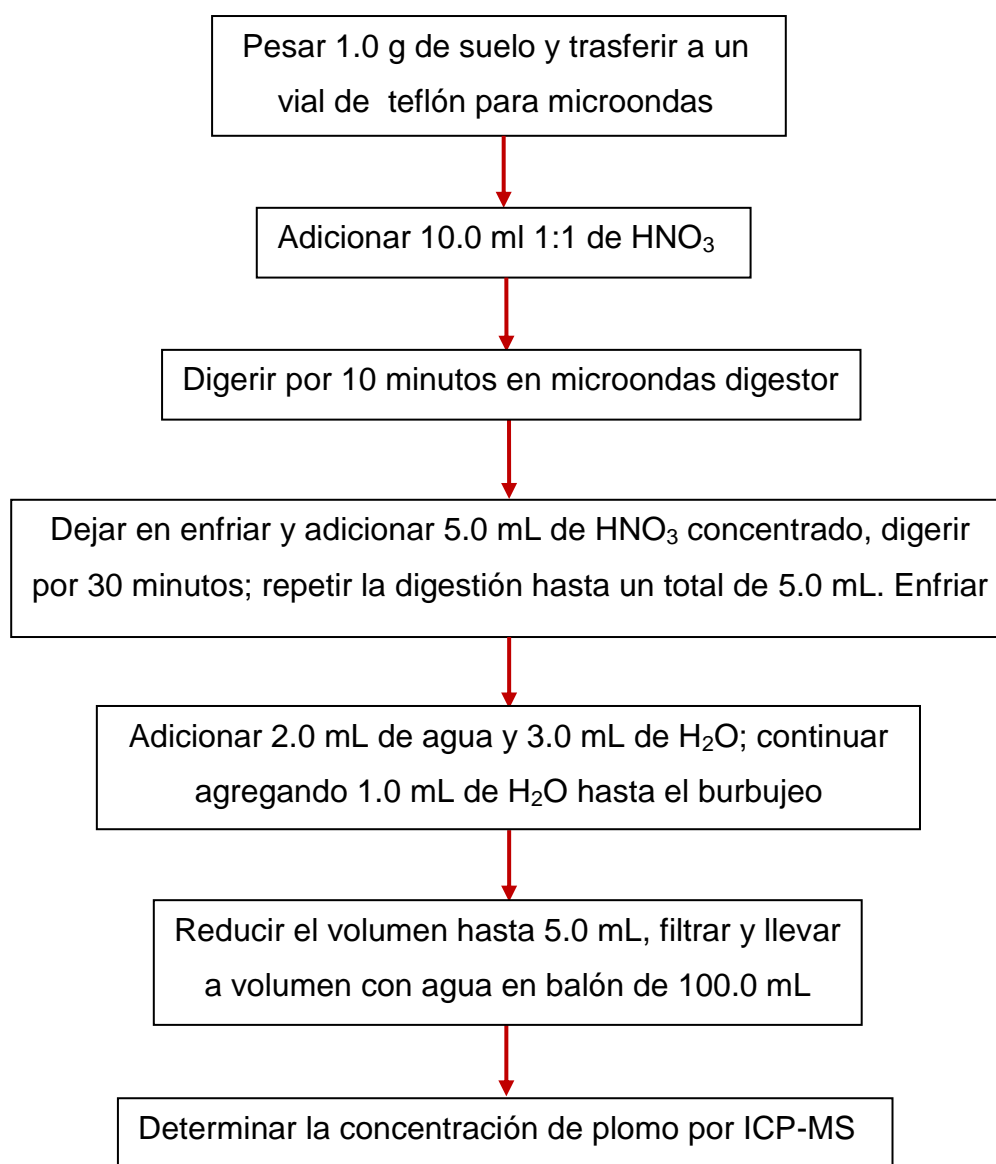 Pesar 1.0 g de suelo y trasferir a un
vial de teflón para microondas
Adicionar 10.0 ml 1:1 de HNO₃
Digerir por 10 minutos en microondas digestor
Dejar en enfriar y adicionar 5.0 mL de HNO₃ concentrado, digerir
por 30 minutos; repetir la digestión hasta un total de 5.0 mL. Enfriar
Adicionar 2.0 mL de agua y 3.0 mL de H₂O; continuar
agregando 1.0 mL de H₂O hasta el burbujeo
Reducir el volumen hasta 5.0 mL, filtrar y llevar
a volumen con agua en balón de 100.0 mL
Determinar la concentración de plomo por ICP-MS